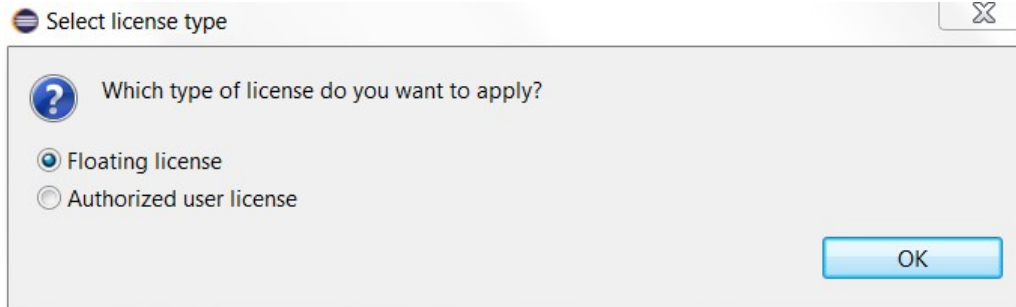 Select license type
Which type of license do you want to apply?
Floating license
Authorized user license
OK